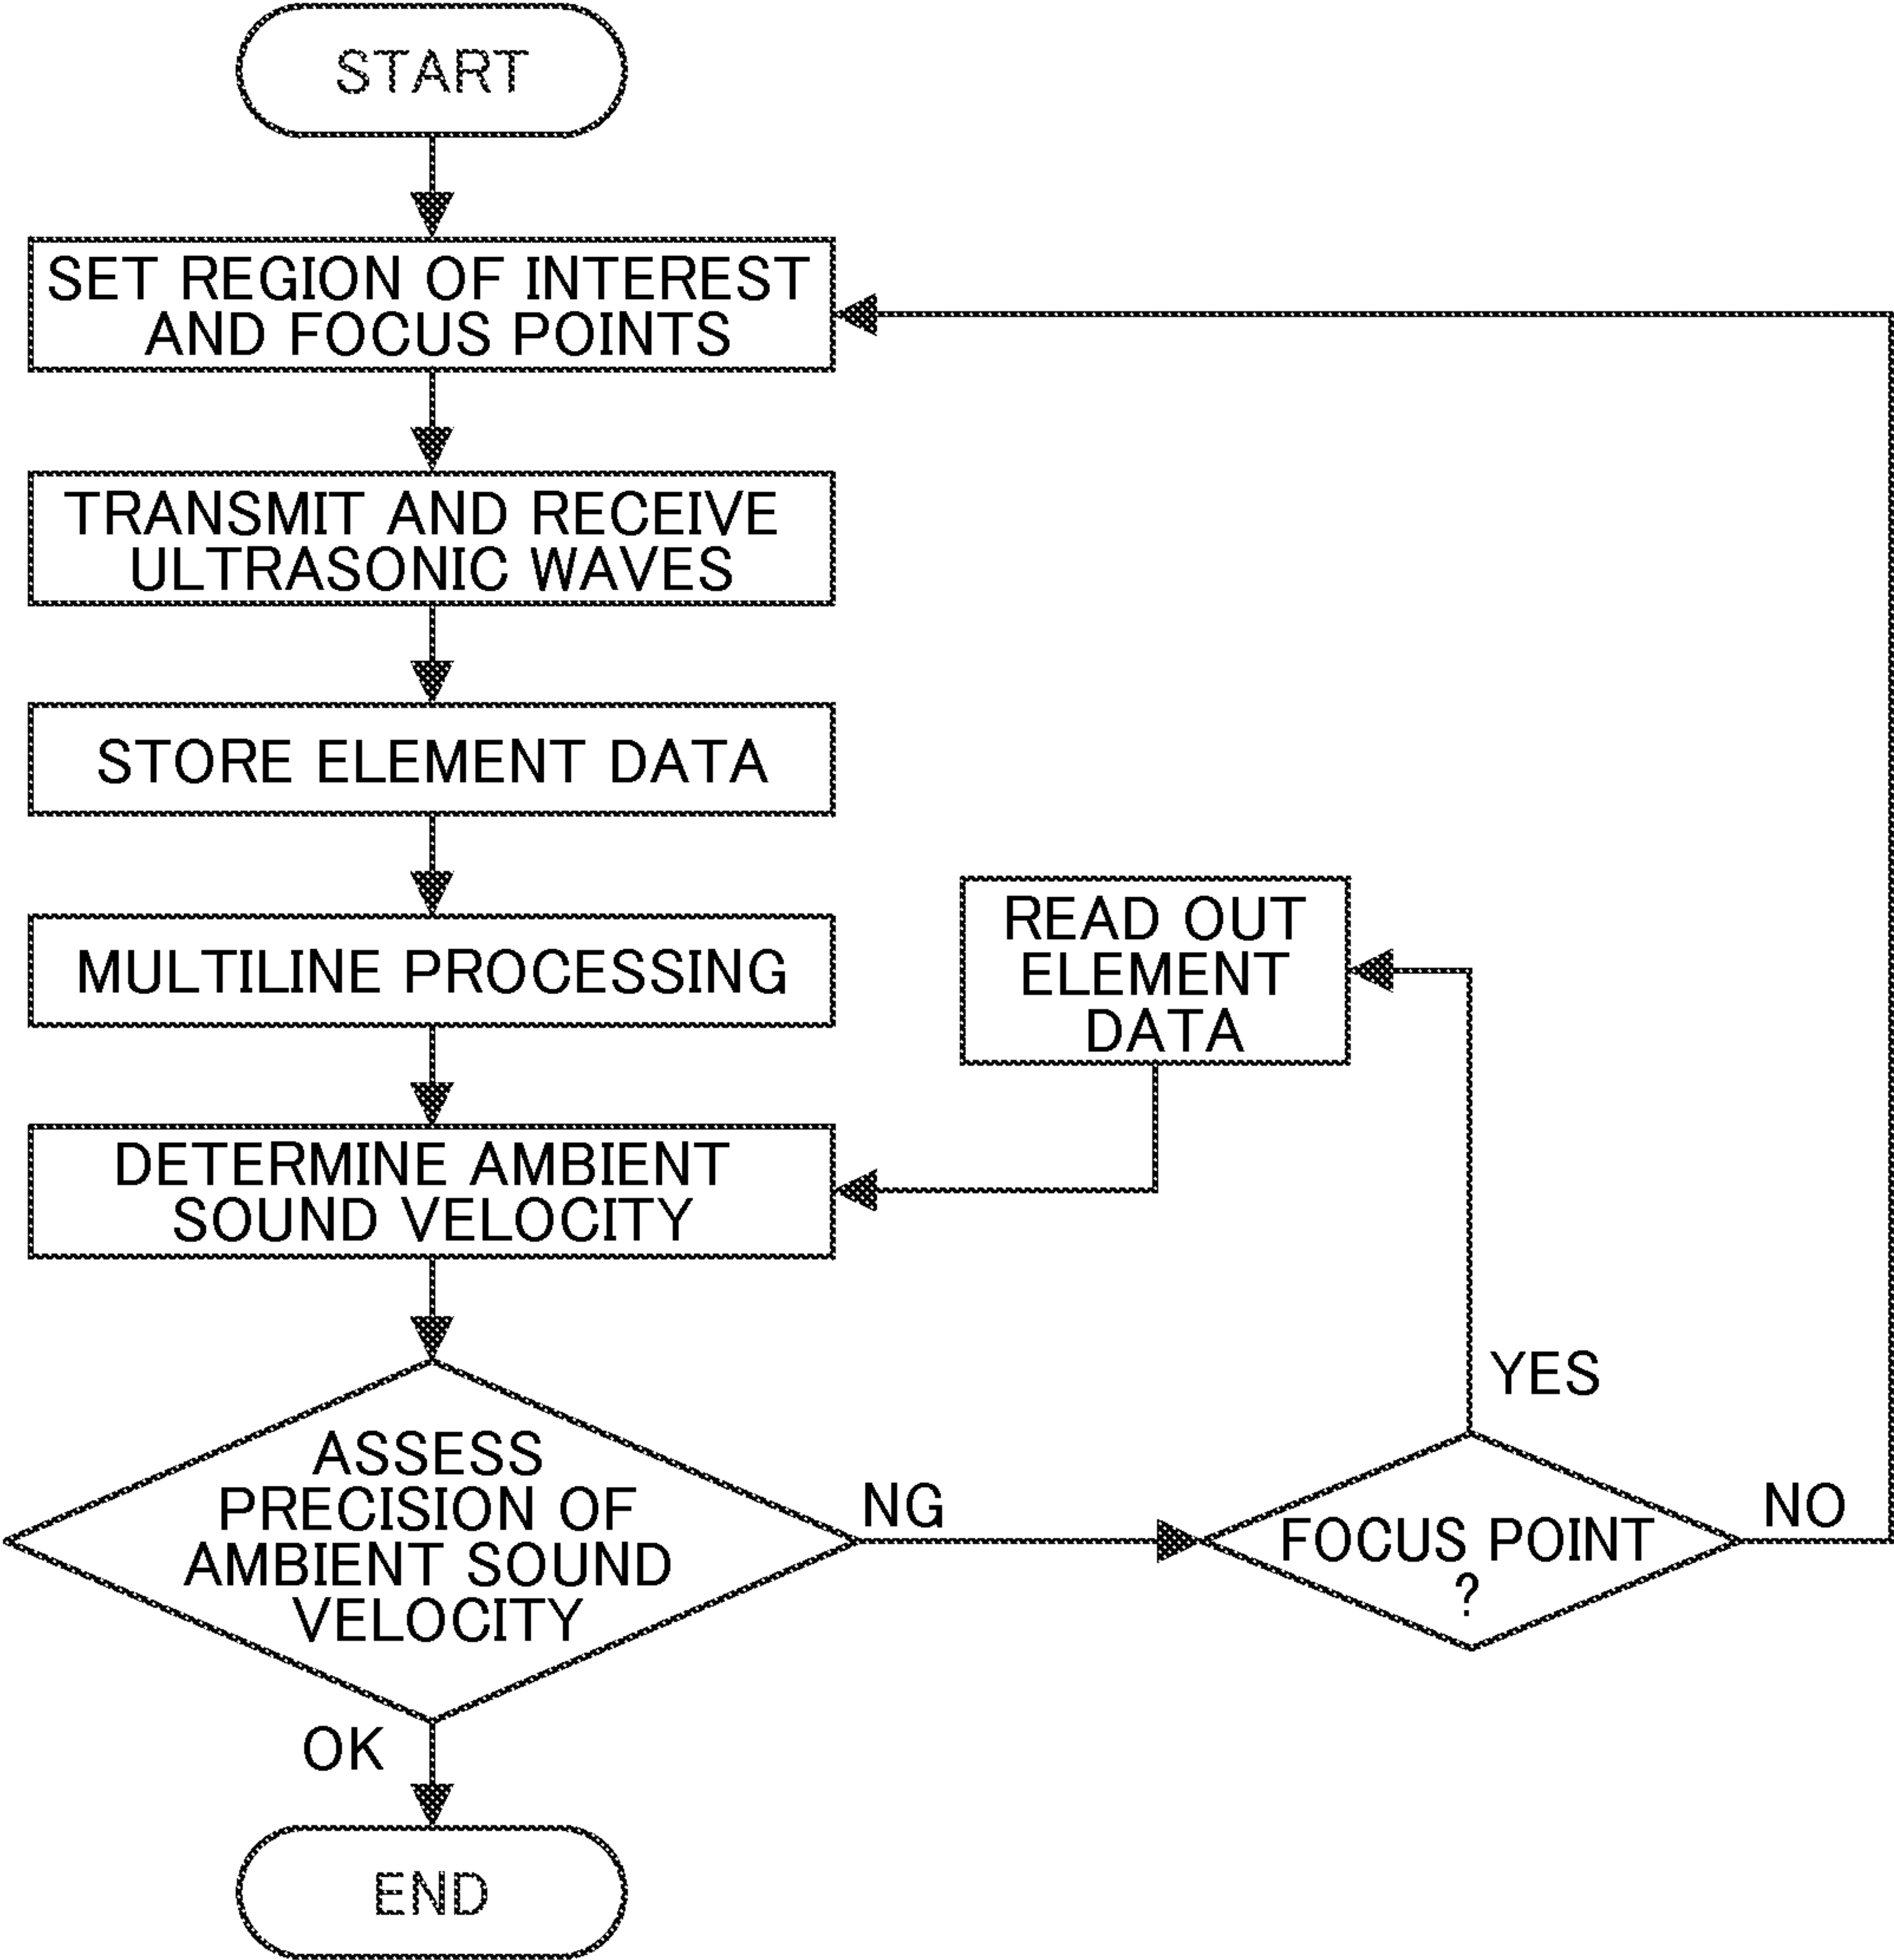 START
SET REGION OF INTEREST
AND FOCUS POINTS
TRANSMIT AND RECEIVE
ULTRASONIC WAVES
STORE ELEMENT DATA
MULTILINE PROCESSING
READ OUT
ELEMENT
DATA
DETERMINE AMBIENT
SOUND VELOCITY
YES
ASSESS
PRECISION OF
AMBIENT SOUND
VELOCITY
NG
FOCUS POINT
?
NO
OK
END